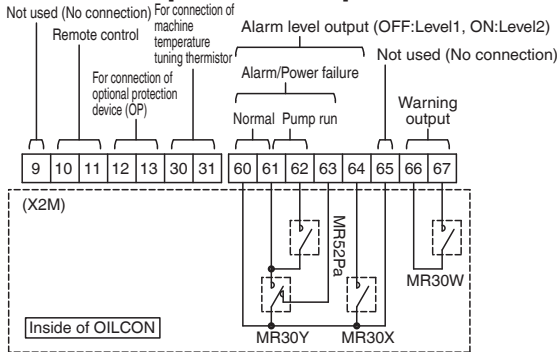 Not used (No connection)
Remote control
For connection of
optional protection
device (OP)
For connection of
machine
temperature
tuning thermistor
Alarm level output (OFF:Level1, ON:Level2)
Not used (No connection)
Alarm/Power failure
Normal
Pump run
Warning
output
9 10 11 12 13 30 31 60 61 62 63 64 65 66 67
(X2M)
MR52Pa
MR30W
Inside of OILCON
MR30Y
MR30X